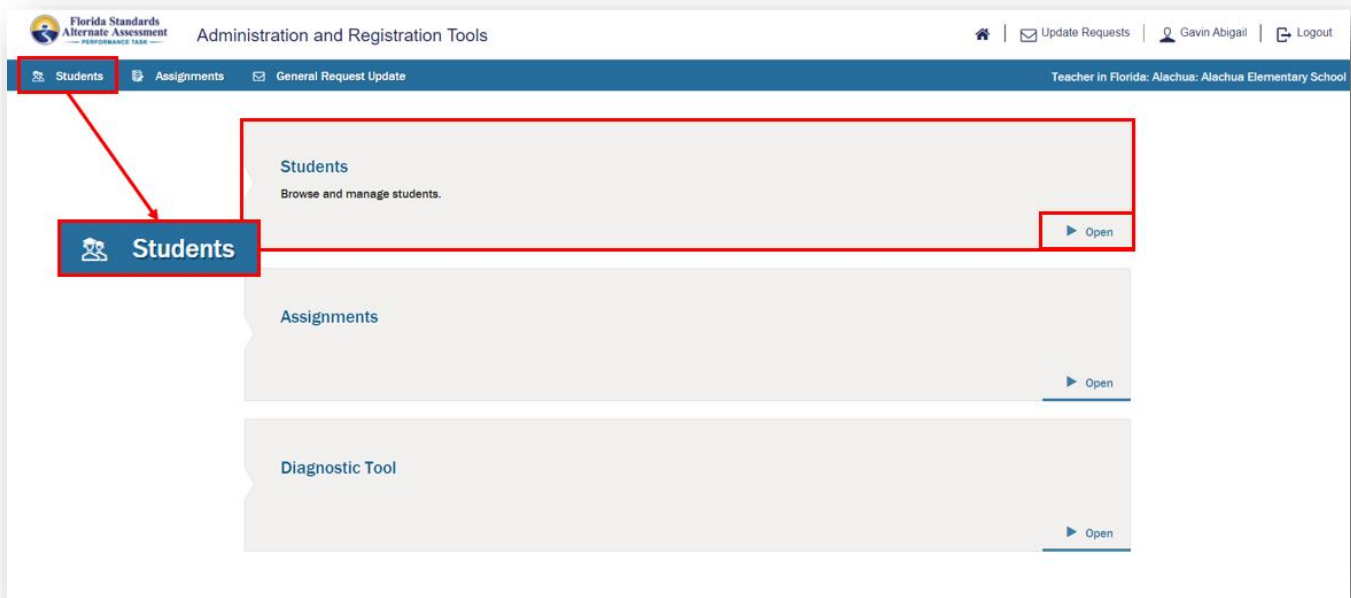 Florida Standards
Alternate Assessment
PERFORMANCE TASK
Administration and Registration Tools
Update Requests
Gavin Abigail
Logout
Students
Assignments
General Request Update
Teacher in Florida: Alachua: Alachua Elementary School
Students
Browse and manage students.
Open
Students
Assignments
Open
Diagnostic Tool
Open